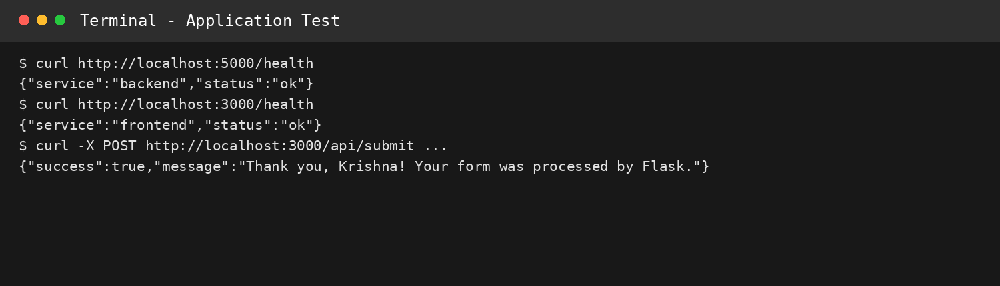 Terminal - Application Test
$ curl http://localhost:5000/health
{"service":"backend","status":"ok"}
$ curl http://localhost:3000/health
{"service":"frontend","status":"ok"}
$ curl -X POST http://localhost:3000/api/submit ...
{"success":true,"message":"Thank you, Krishna! Your form was processed by Flask."}